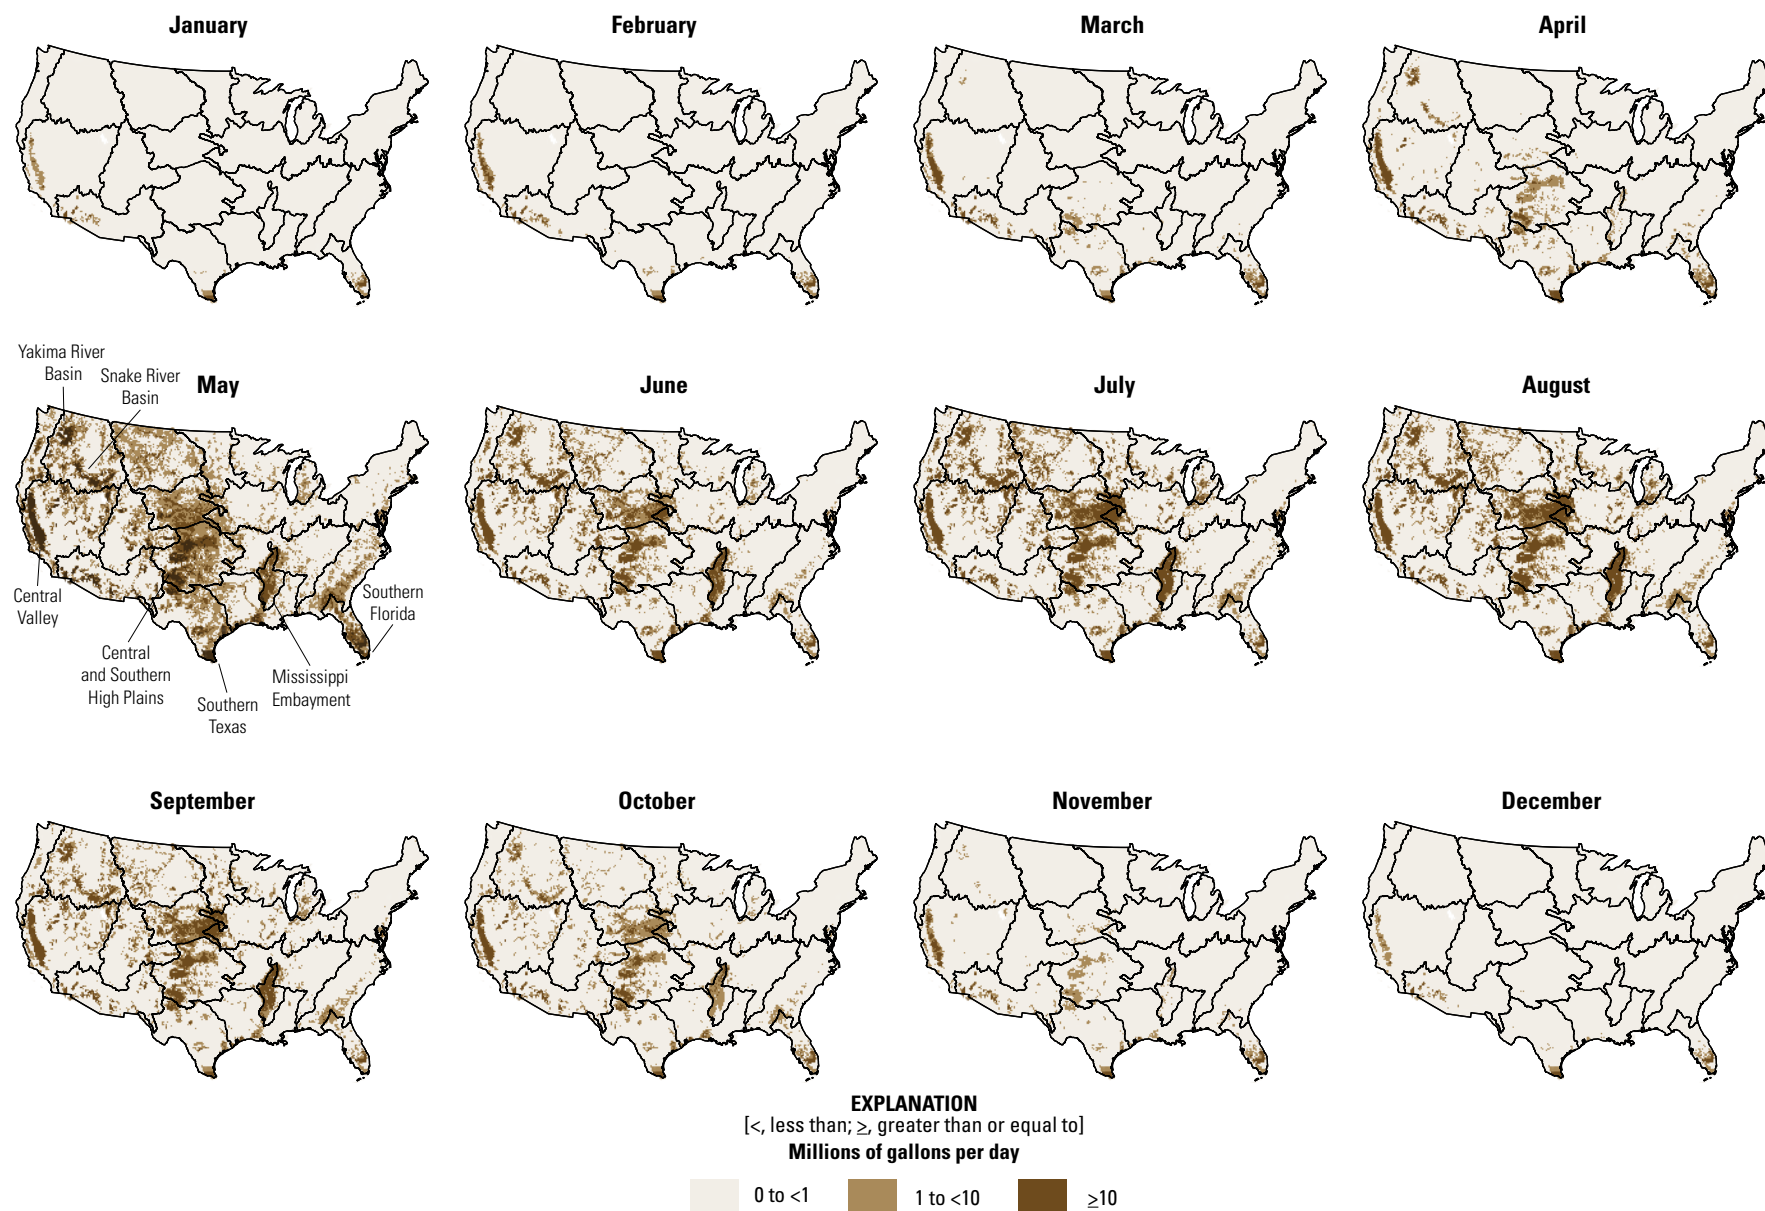 January
February
March
April
Yakima River
Basin
Snake River
Basin
May
June
July
August
Central
Valley
Central
and Southern
High Plains
Southern
Texas
Mississippi
Embayment
Southern
Florida
September
October
November
December
EXPLANATION
[<, less than; ≥, greater than or equal to]
Millions of gallons per day
0 to <1
1 to <10
≥10